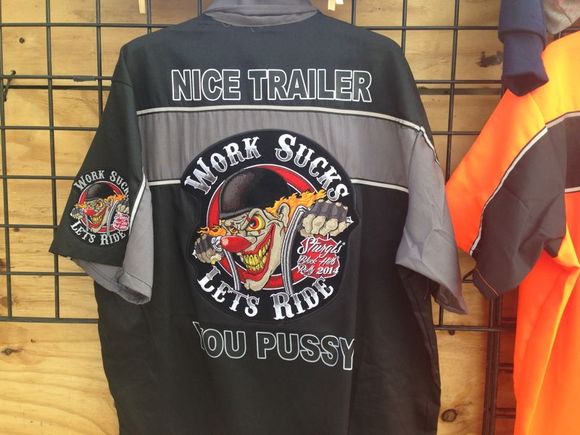 NICE TRAILER
WORK SUCKS
Sturgis
Black Hills
Rally 2014
LETS RIDE
YOU PUSSY
WORK SUCKS
LETS RIDE